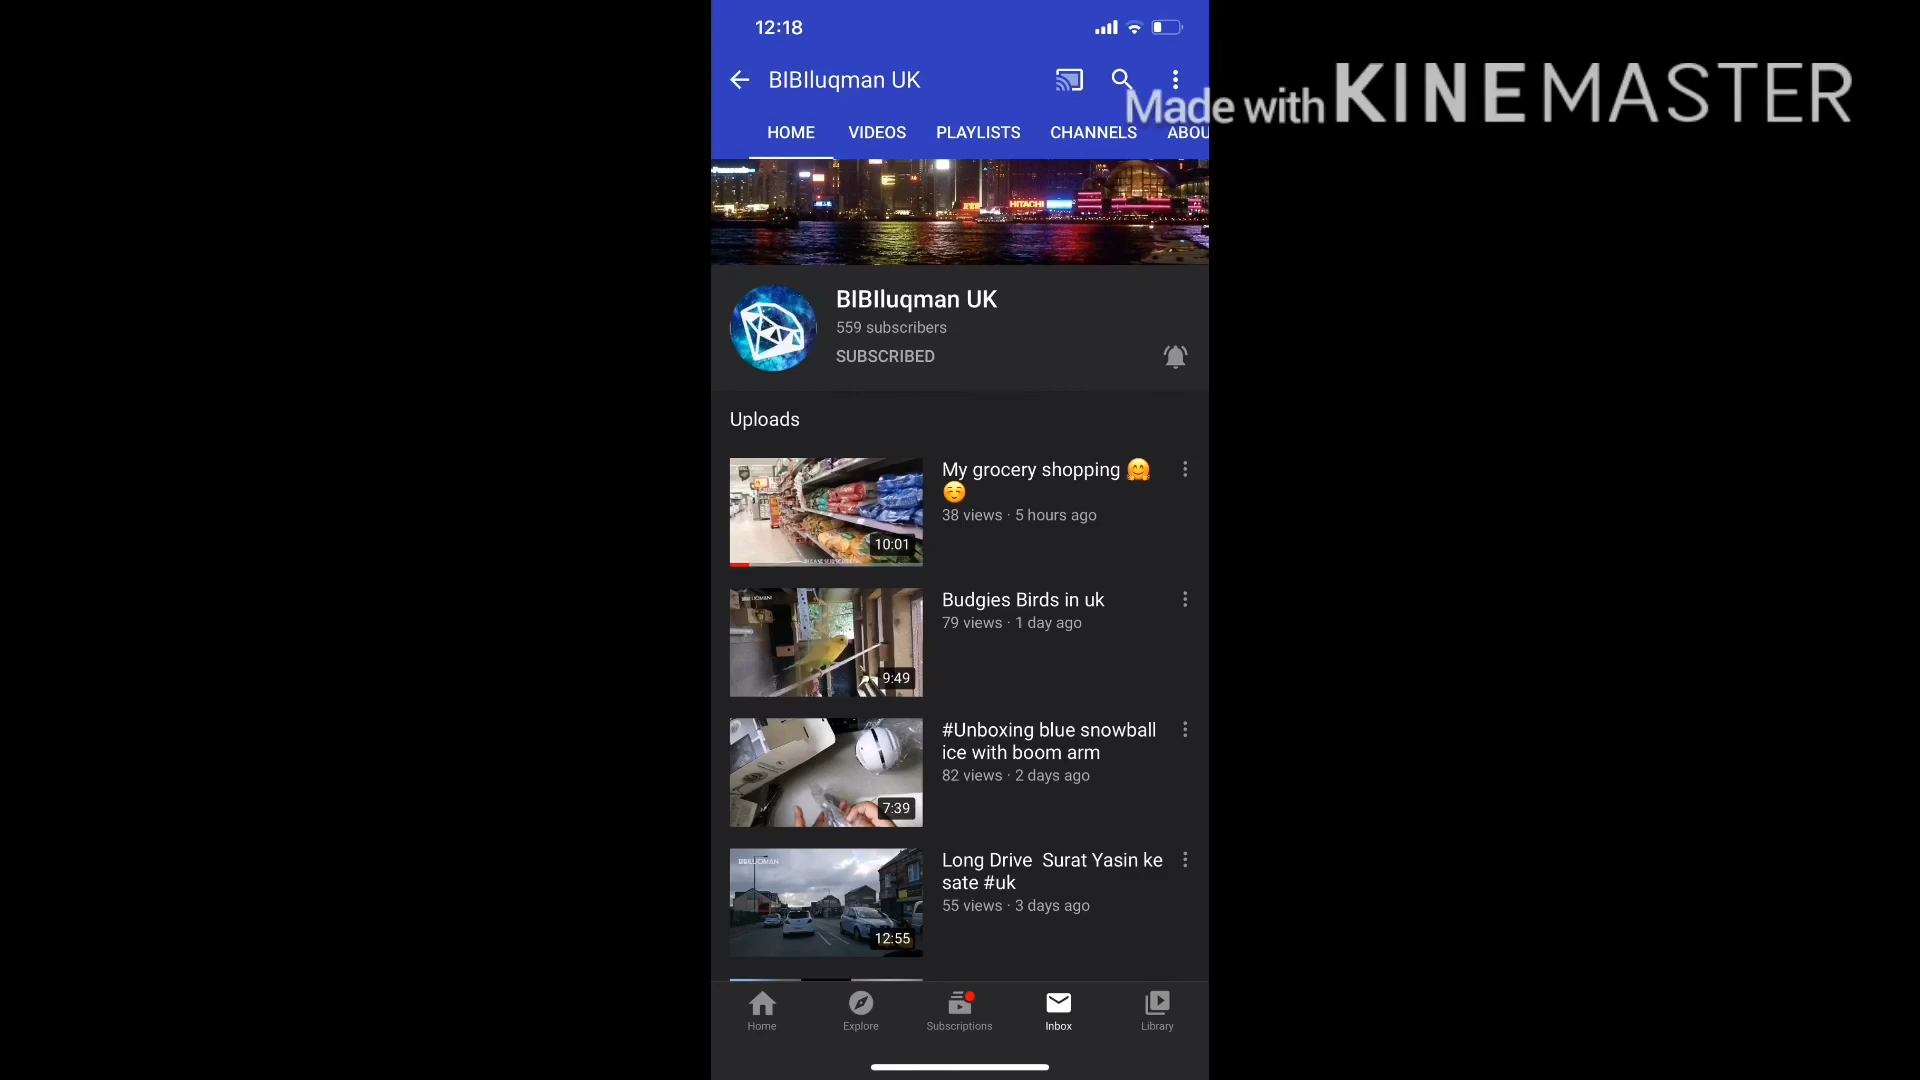 12:18
BIBIluqman UK
Made with KINEMASTER
HOME VIDEOS PLAYLISTS CHANNELS ABOU
HITACHI
BIBIluqman UK
559 subscribers
SUBSCRIBED
Uploads
My grocery shopping 🤗
☺️
38 views · 5 hours ago
10:01
Budgies Birds in uk
79 views · 1 day ago
9:49
#Unboxing blue snowball
ice with boom arm
82 views · 2 days ago
7:39
Long Drive Surat Yasin ke
sate #uk
55 views · 3 days ago
12:55
Home Explore Subscriptions Inbox Library